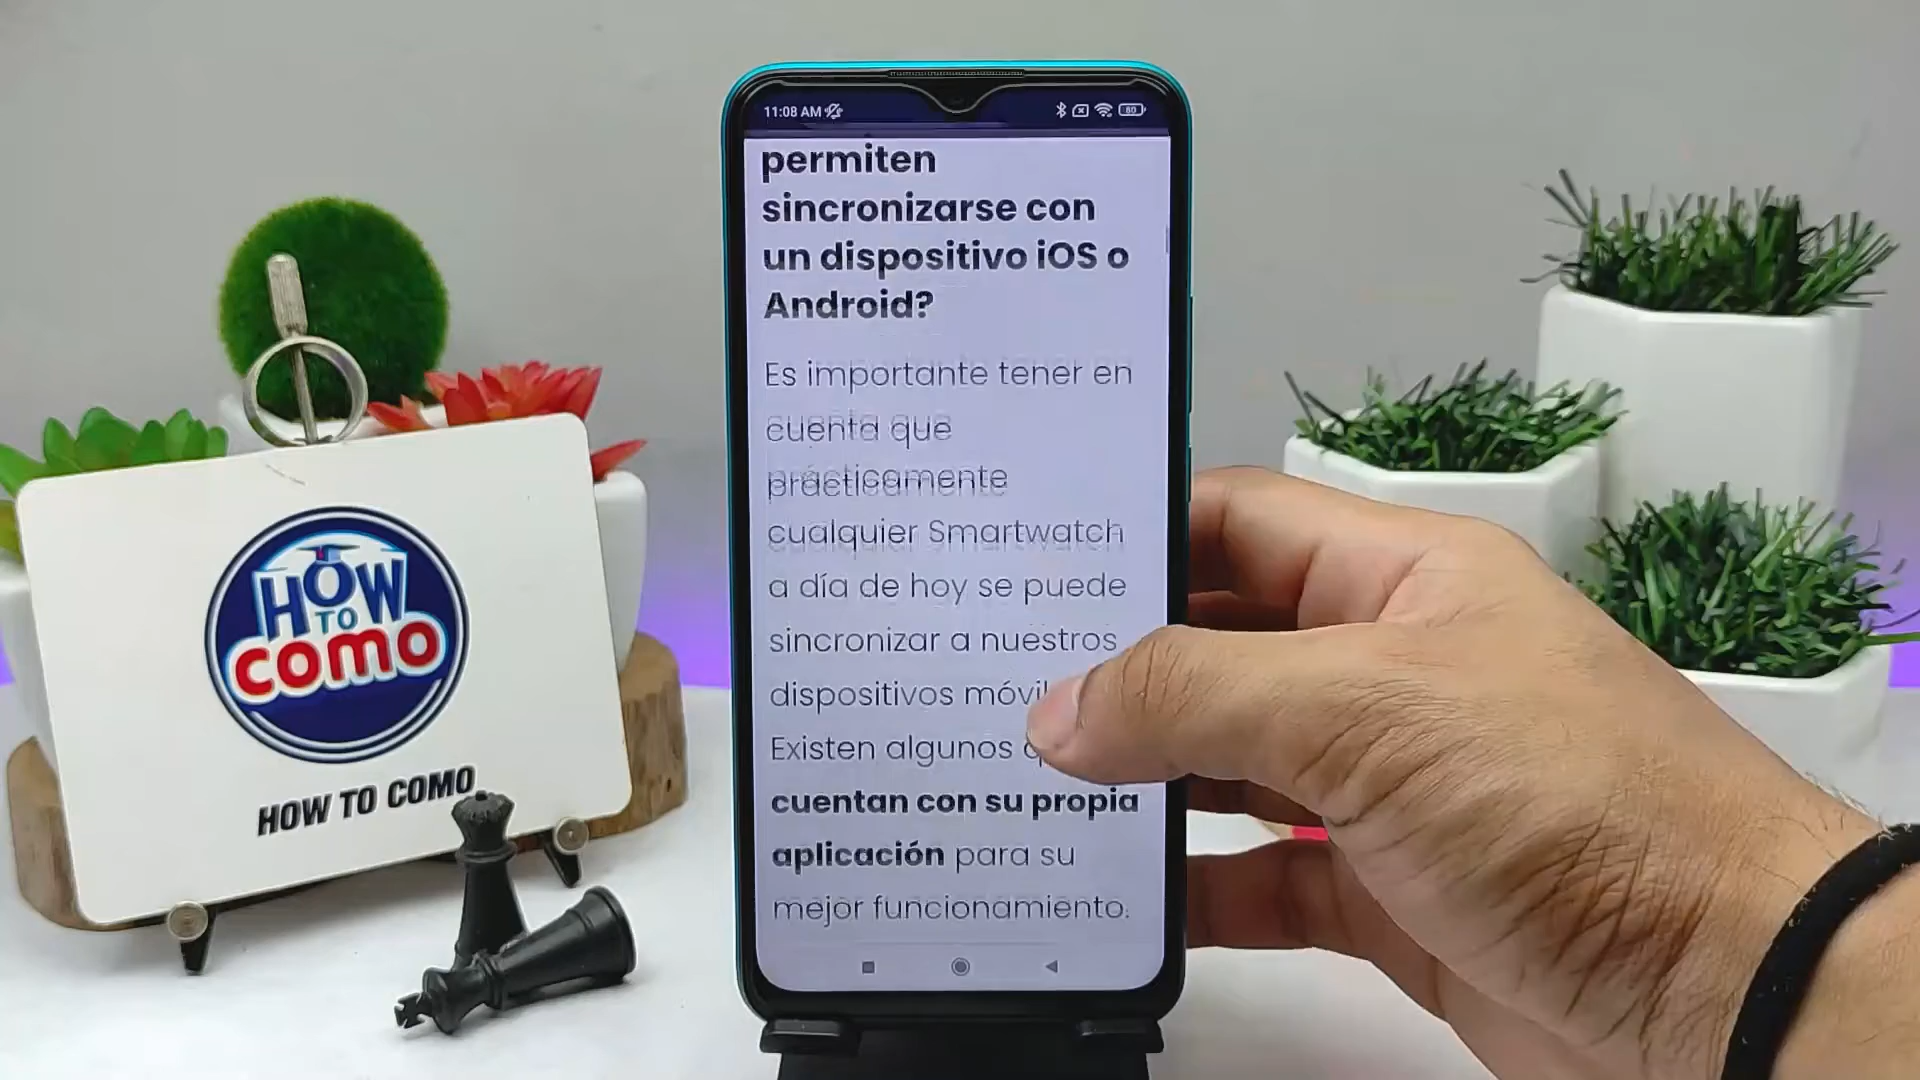 11:08 AM
80
permiten
sincronizarse con
un dispositivo iOS o
Android?
Es importante tener en
cuenta que
prácticamente
cualquier Smartwatch
a día de hoy se puede
sincronizar a nuestros
dispositivos
Existen algunos
cuentan con su propia
aplicación para su
mejor funcionamiento.
HOW
TO
como
HOW TO COMO